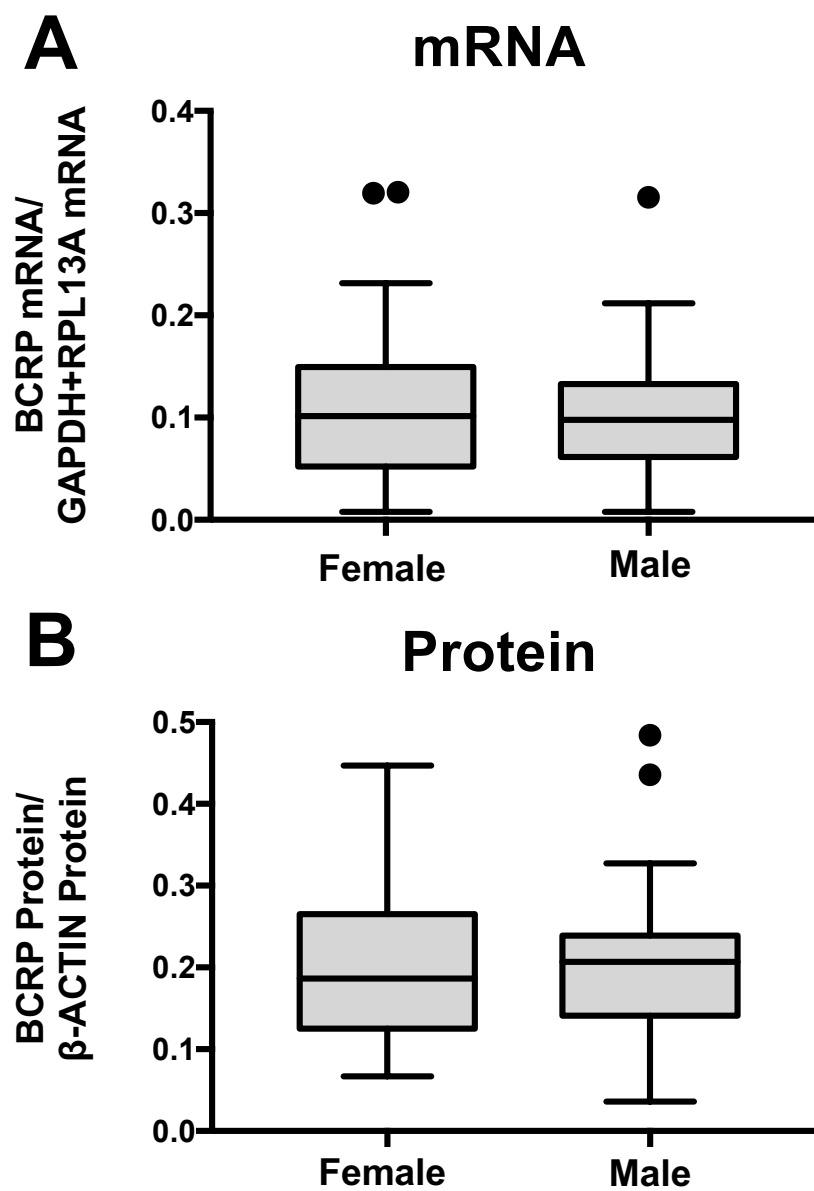 A
mRNA
BCRP mRNA/
GAPDH+RPL13A mRNA
0.4
0.3
0.2
0.1
0.0
Female
Male
B
Protein
BCRP Protein/
β-ACTIN Protein
0.5
0.4
0.3
0.2
0.1
0.0
Female
Male